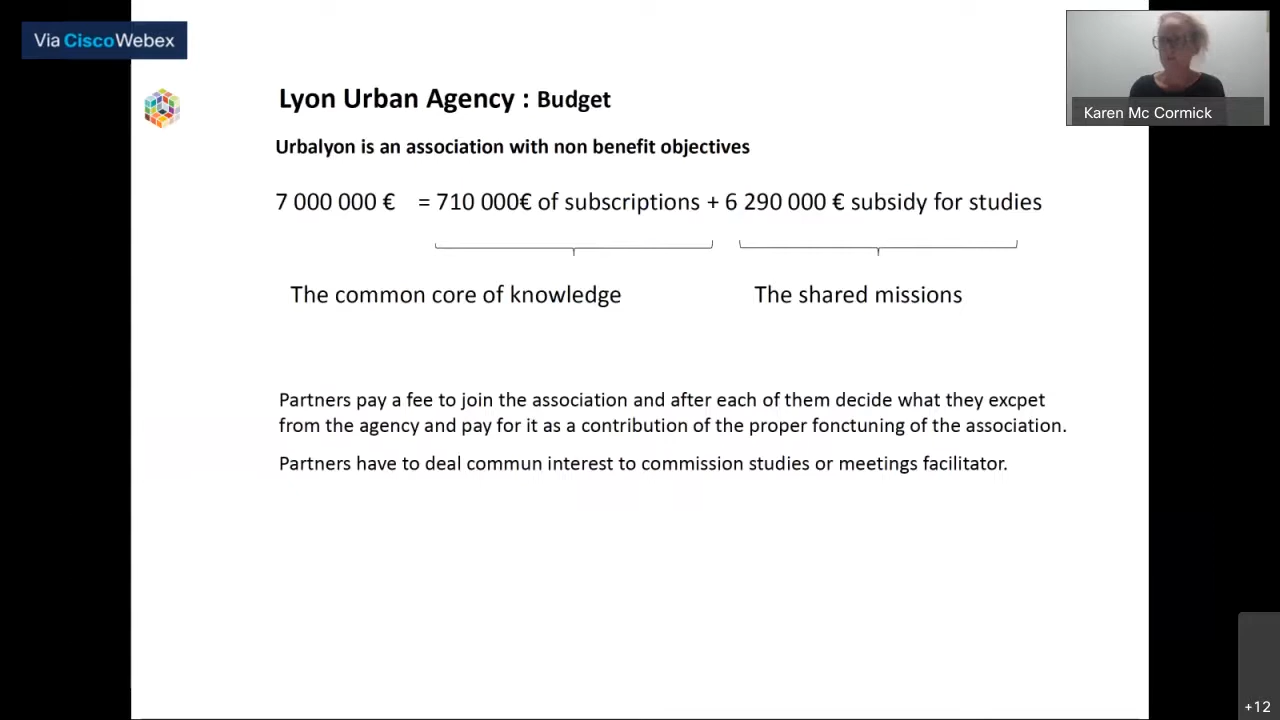 Via CiscoWebex
Karen Mc Cormick
Lyon Urban Agency : Budget
Urbalyon is an association with non benefit objectives
7 000 000 € = 710 000€ of subscriptions + 6 290 000 € subsidy for studies
The common core of knowledge The shared missions
Partners pay a fee to join the association and after each of them decide what they excpet
from the agency and pay for it as a contribution of the proper fonctuning of the association.
Partners have to deal commun interest to commission studies or meetings facilitator.
+12